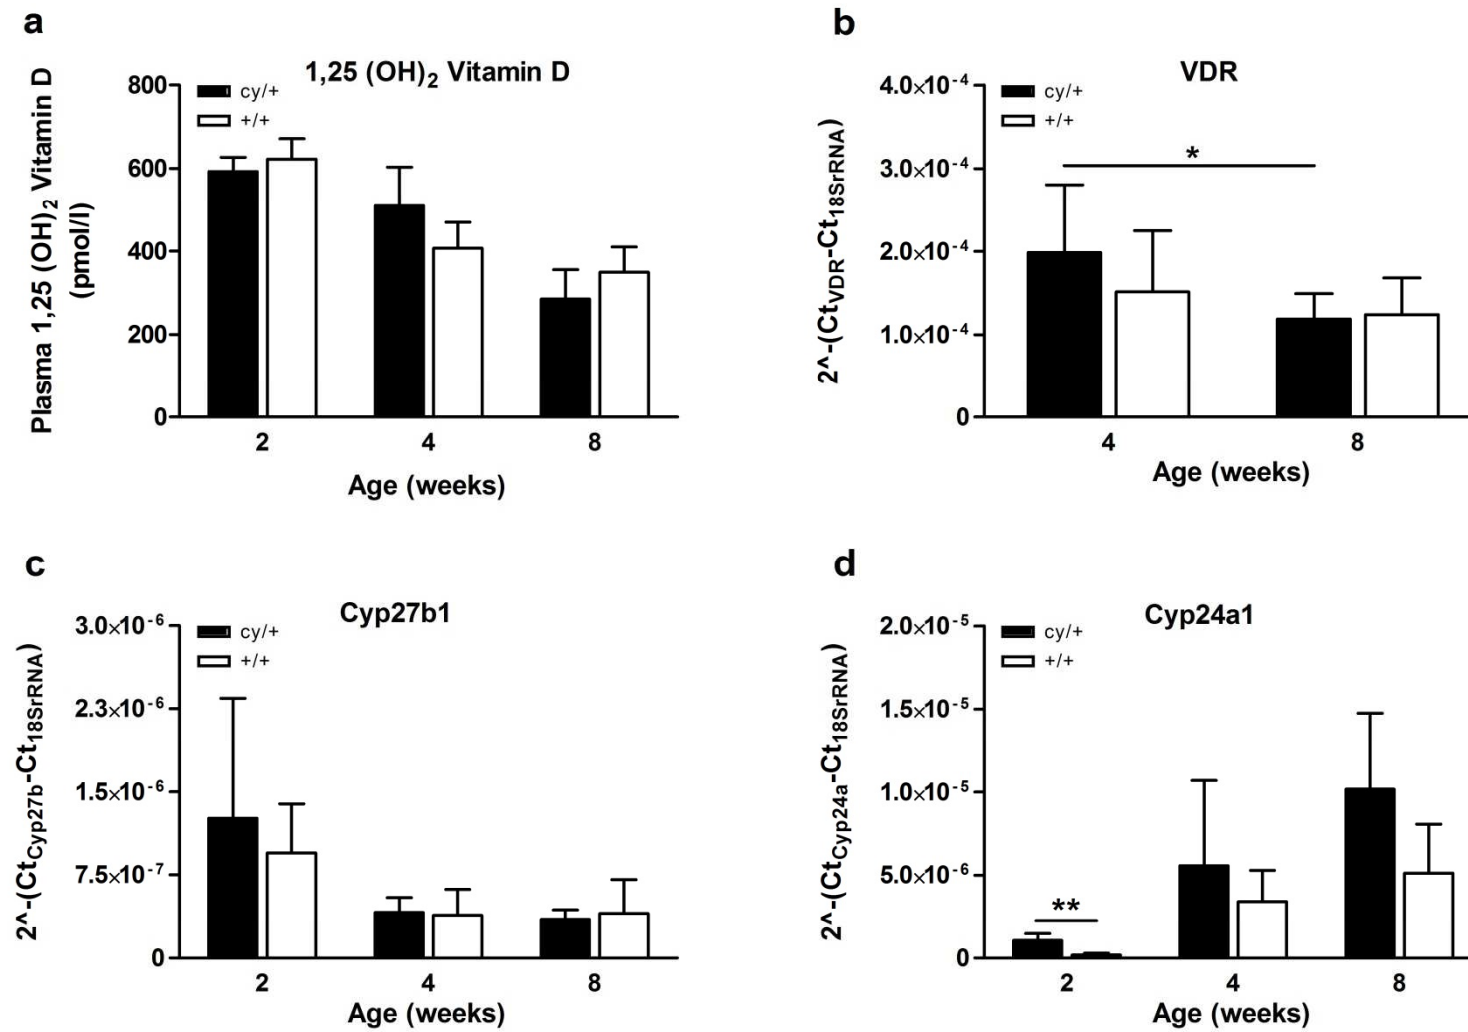 a
1,25 (OH)2 Vitamin D
Plasma 1,25 (OH)2 Vitamin D
(pmol/l)
800
600
400
200
0
cy/+
+/+
2 4 8
Age (weeks)
b
VDR
2^-(CtVDR-Ct18SrRNA)
4.0×10-4
3.0×10-4
2.0×10-4
1.0×10-4
0
cy/+
+/+
*
4 8
Age (weeks)
c
Cyp27b1
2^-(CtCyp27b-Ct18SrRNA)
3.0×10-6
2.3×10-6
1.5×10-6
7.5×10-7
0
cy/+
+/+
2 4 8
Age (weeks)
d
Cyp24a1
2^-(CtCyp24a-Ct18SrRNA)
2.0×10-5
1.5×10-5
1.0×10-5
5.0×10-6
0
cy/+
+/+
**
2 4 8
Age (weeks)